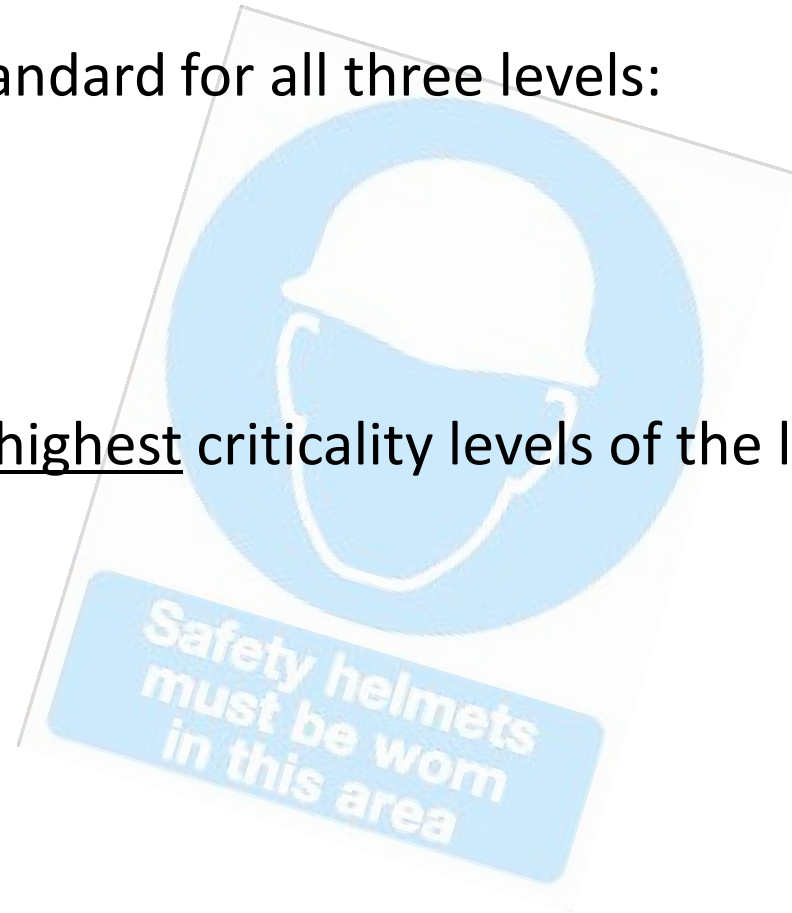 andard for all three levels:
highest criticality levels of the l
Safety helmets
must be worn
in this area